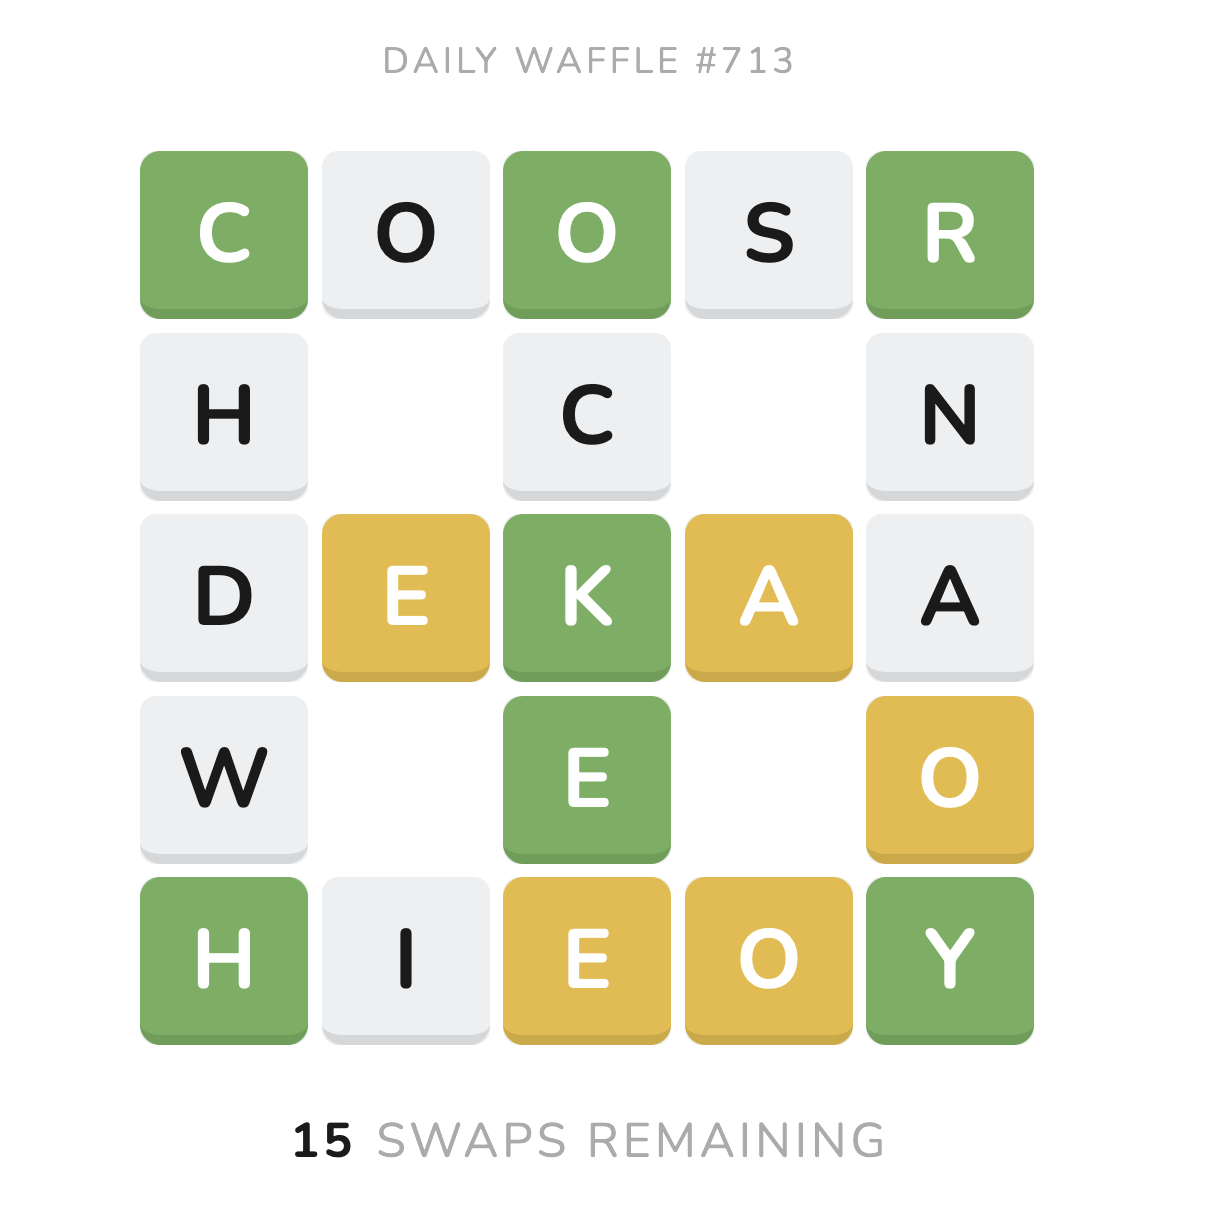 DAILY WAFFLE #713
C O O S R
H C N
D E K A A
W E O
H I E O Y
15 SWAPS REMAINING